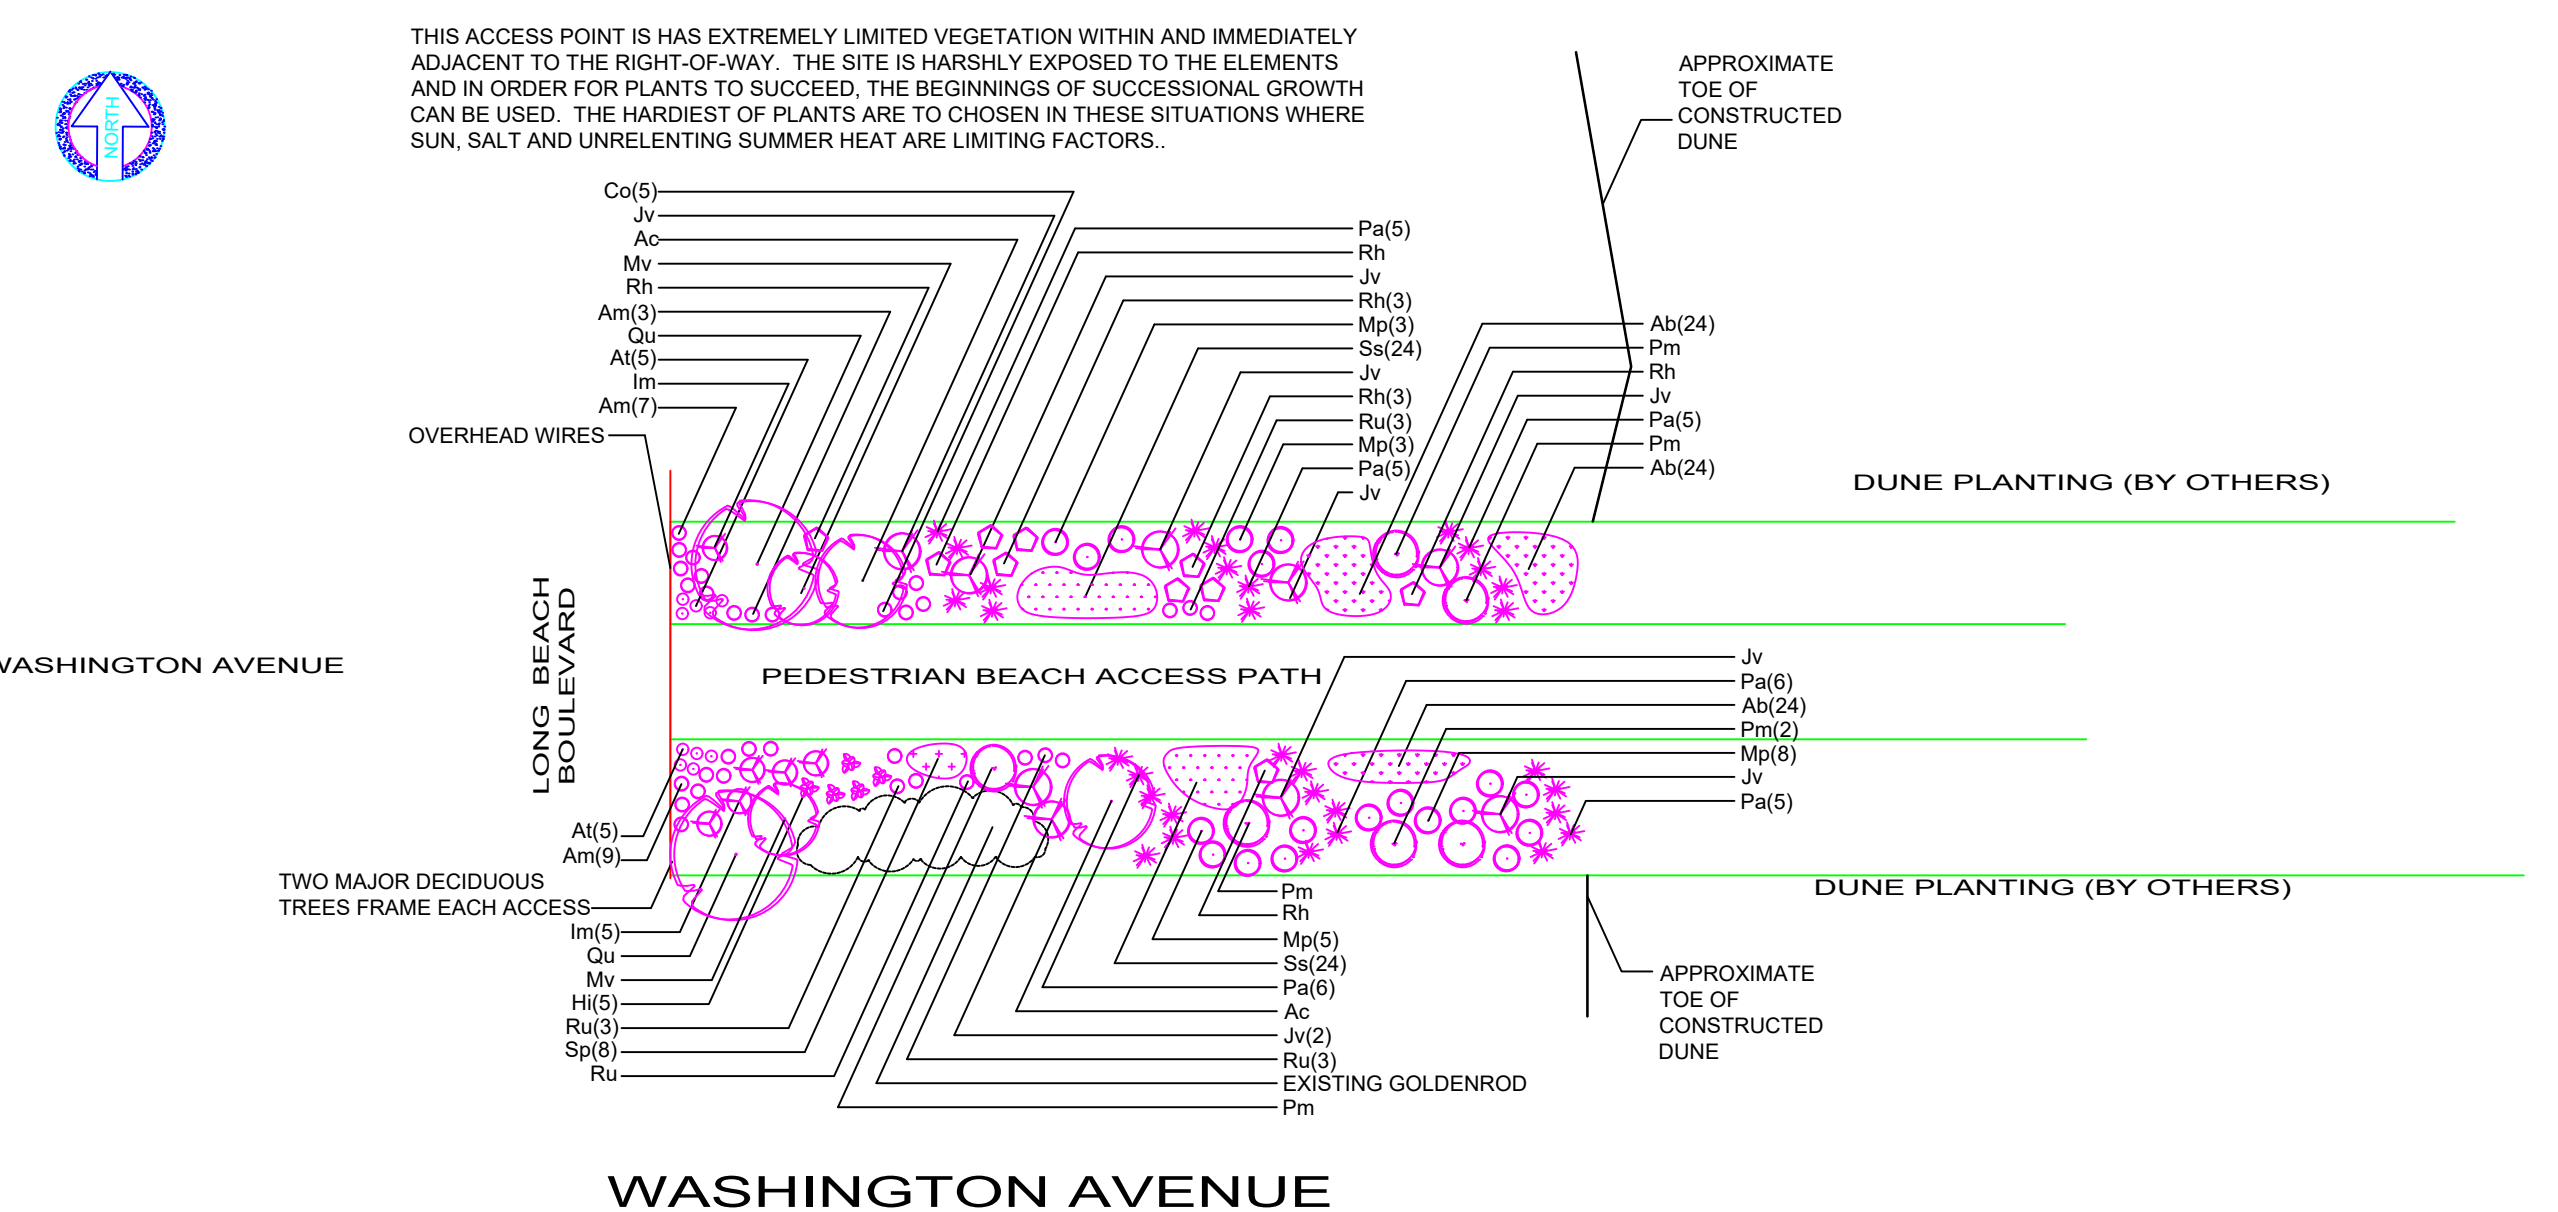 THIS ACCESS POINT IS HAS EXTREMELY LIMITED VEGETATION WITHIN AND IMMEDIATELY
ADJACENT TO THE RIGHT-OF-WAY.  THE SITE IS HARSHLY EXPOSED TO THE ELEMENTS
AND IN ORDER FOR PLANTS TO SUCCEED, THE BEGINNINGS OF SUCCESSIONAL GROWTH
CAN BE USED.  THE HARDIEST OF PLANTS ARE TO CHOSEN IN THESE SITUATIONS WHERE
SUN, SALT AND UNRELENTING SUMMER HEAT ARE LIMITING FACTORS..
NORTH
APPROXIMATE
TOE OF
CONSTRUCTED
DUNE
Co(5)
Jv
Ac
Mv
Rh
Am(3)
Qu
At(5)
Im
Am(7)
OVERHEAD WIRES
Pa(5)
Rh
Jv
Rh(3)
Mp(3)
Ss(24)
Jv
Rh(3)
Ru(3)
Mp(3)
Pa(5)
Jv
Ab(24)
Pm
Rh
Jv
Pa(5)
Pm
Ab(24)
DUNE PLANTING (BY OTHERS)
WASHINGTON AVENUE
LONG BEACH
BOULEVARD
PEDESTRIAN BEACH ACCESS PATH
Jv
Pa(6)
Ab(24)
Pm(2)
Mp(8)
Jv
Pa(5)
At(5)
Am(9)
TWO MAJOR DECIDUOUS
TREES FRAME EACH ACCESS
Im(5)
Qu
Mv
Hi(5)
Ru(3)
Sp(8)
Ru
Pm
Rh
Mp(5)
Ss(24)
Pa(6)
Ac
Jv(2)
Ru(3)
EXISTING GOLDENROD
Pm
DUNE PLANTING (BY OTHERS)
APPROXIMATE
TOE OF
CONSTRUCTED
DUNE
WASHINGTON AVENUE